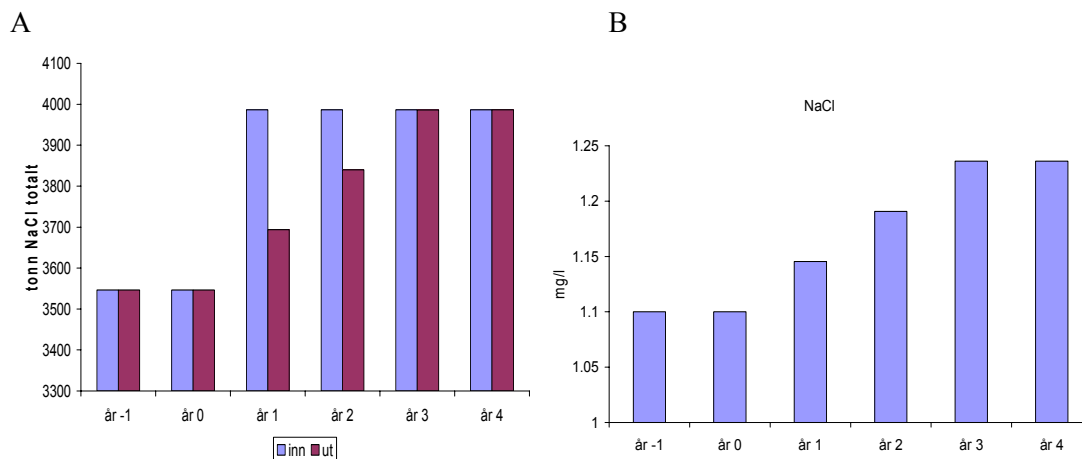 A
B
tonn NaCl totalt
4100
4000
3900
3800
3700
3600
3500
3400
3300
år -1
år 0
år 1
år 2
år 3
år 4
inn
ut
NaCl
mg/l
1.25
1.2
1.15
1.1
1.05
1
år -1
år 0
år 1
år 2
år 3
år 4